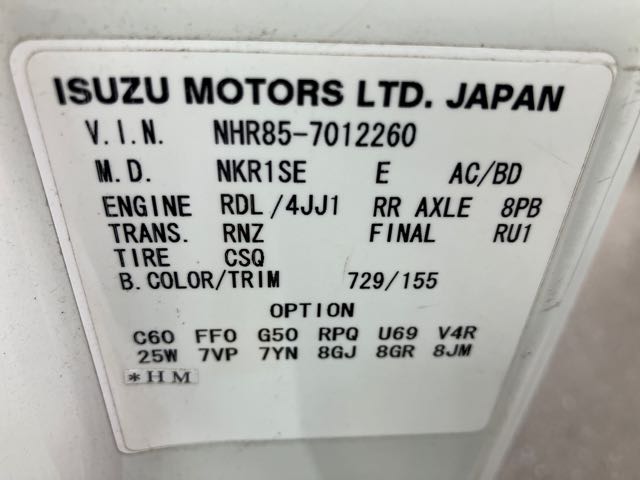 ISUZU MOTORS LTD. JAPAN
V.I.N. NHR85-7012260
M.D. NKR1SE E AC/BD
ENGINE RDL/4JJ1 RR AXLE 8PB
TRANS. RNZ FINAL RU1
TIRE CSQ
B.COLOR/TRIM 729/155
OPTION
C60 FF0 G50 RPQ U69 V4R
25W 7VP 7YN 8GJ 8GR 8JM
*HM